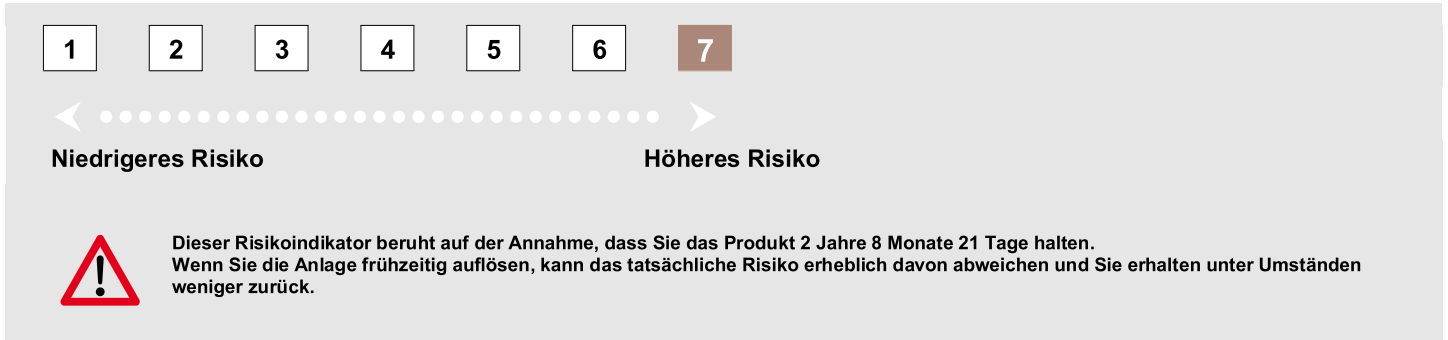 1 2 3 4 5 6 7
Niedrigeres Risiko Höheres Risiko
Dieser Risikoindikator beruht auf der Annahme, dass Sie das Produkt 2 Jahre 8 Monate 21 Tage halten.
Wenn Sie die Anlage frühzeitig auflösen, kann das tatsächliche Risiko erheblich davon abweichen und Sie erhalten unter Umständen
weniger zurück.